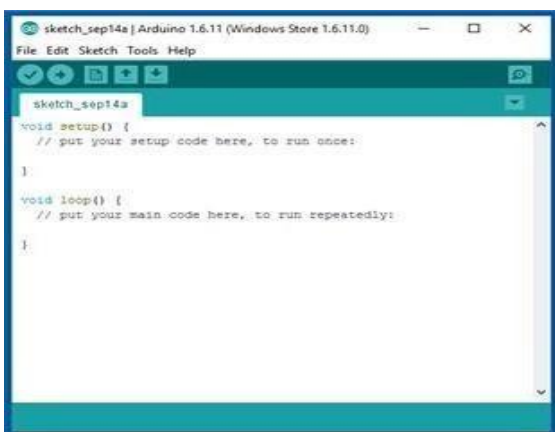 sketch_sep14a | Arduino 1.6.11 (Windows Store 1.6.11.0)
File Edit Sketch Tools Help
sketch_sep14a
void setup() {
// put your setup code here, to run once:
}
void loop() {
// put your main code here, to run repeatedly:
}